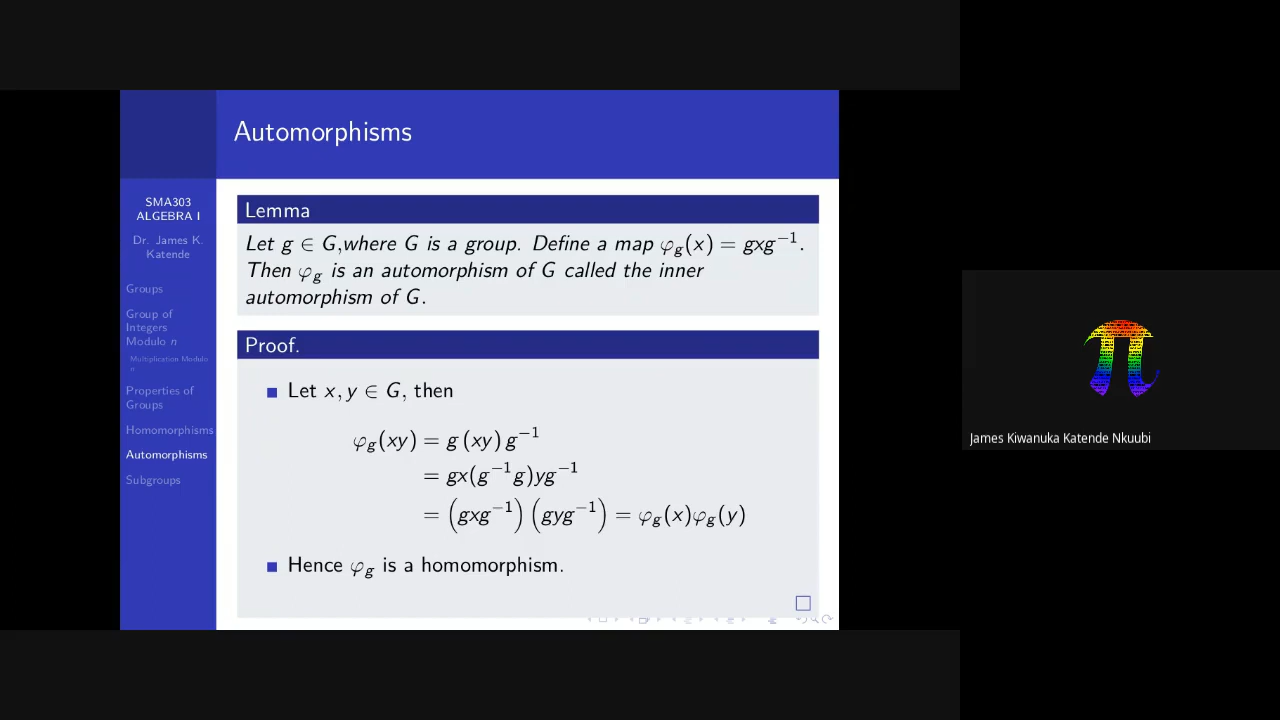 Automorphisms
SMA303
ALGEBRA I
Dr. James K.
Katende
Groups
Group of
Integers
Modulo n
Multiplication Modulo
n
Properties of
Groups
Homomorphisms
Automorphisms
Subgroups
Lemma
Let g ∈ G,where G is a group. Define a map φ_g(x) = gxg⁻¹.
Then φ_g is an automorphism of G called the inner
automorphism of G.
Proof.
Let x, y ∈ G, then
φ_g(xy) = g (xy) g⁻¹
= gx(g⁻¹g)yg⁻¹
= (gxg⁻¹) (gyg⁻¹) = φ_g(x)φ_g(y)
Hence φ_g is a homomorphism.
James Kiwanuka Katende Nkuubi